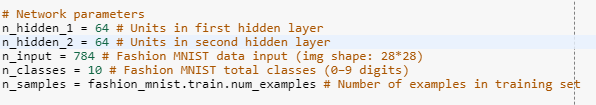 # Network parameters
n_hidden_1 = 64 # Units in first hidden layer
n_hidden_2 = 64 # Units in second hidden layer
n_input = 784 # Fashion MNIST data input (img shape: 28*28)
n_classes = 10 # Fashion MNIST total classes (0–9 digits)
n_samples = fashion_mnist.train.num_examples # Number of examples in training set